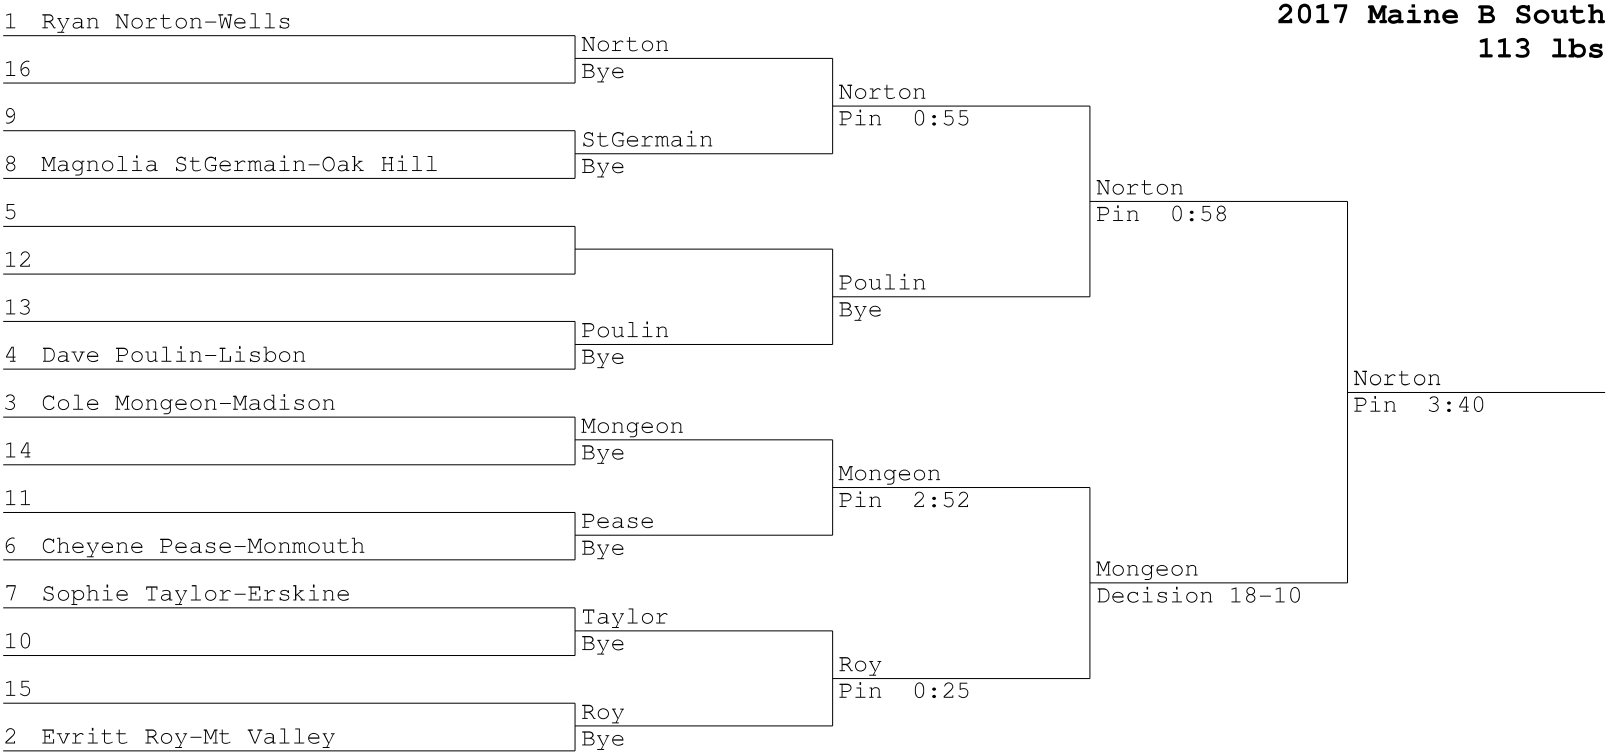 2017 Maine B South
113 lbs
1 Ryan Norton-Wells
16
9
8 Magnolia StGermain-Oak Hill
5
12
13
4 Dave Poulin-Lisbon
3 Cole Mongeon-Madison
14
11
6 Cheyene Pease-Monmouth
7 Sophie Taylor-Erskine
10
15
2 Evritt Roy-Mt Valley
Norton
Bye
StGermain
Bye
Poulin
Bye
Mongeon
Bye
Pease
Bye
Taylor
Bye
Roy
Bye
Norton
Pin 0:55
Poulin
Bye
Mongeon
Pin 2:52
Roy
Pin 0:25
Norton
Pin 0:58
Mongeon
Decision 18-10
Norton
Pin 3:40